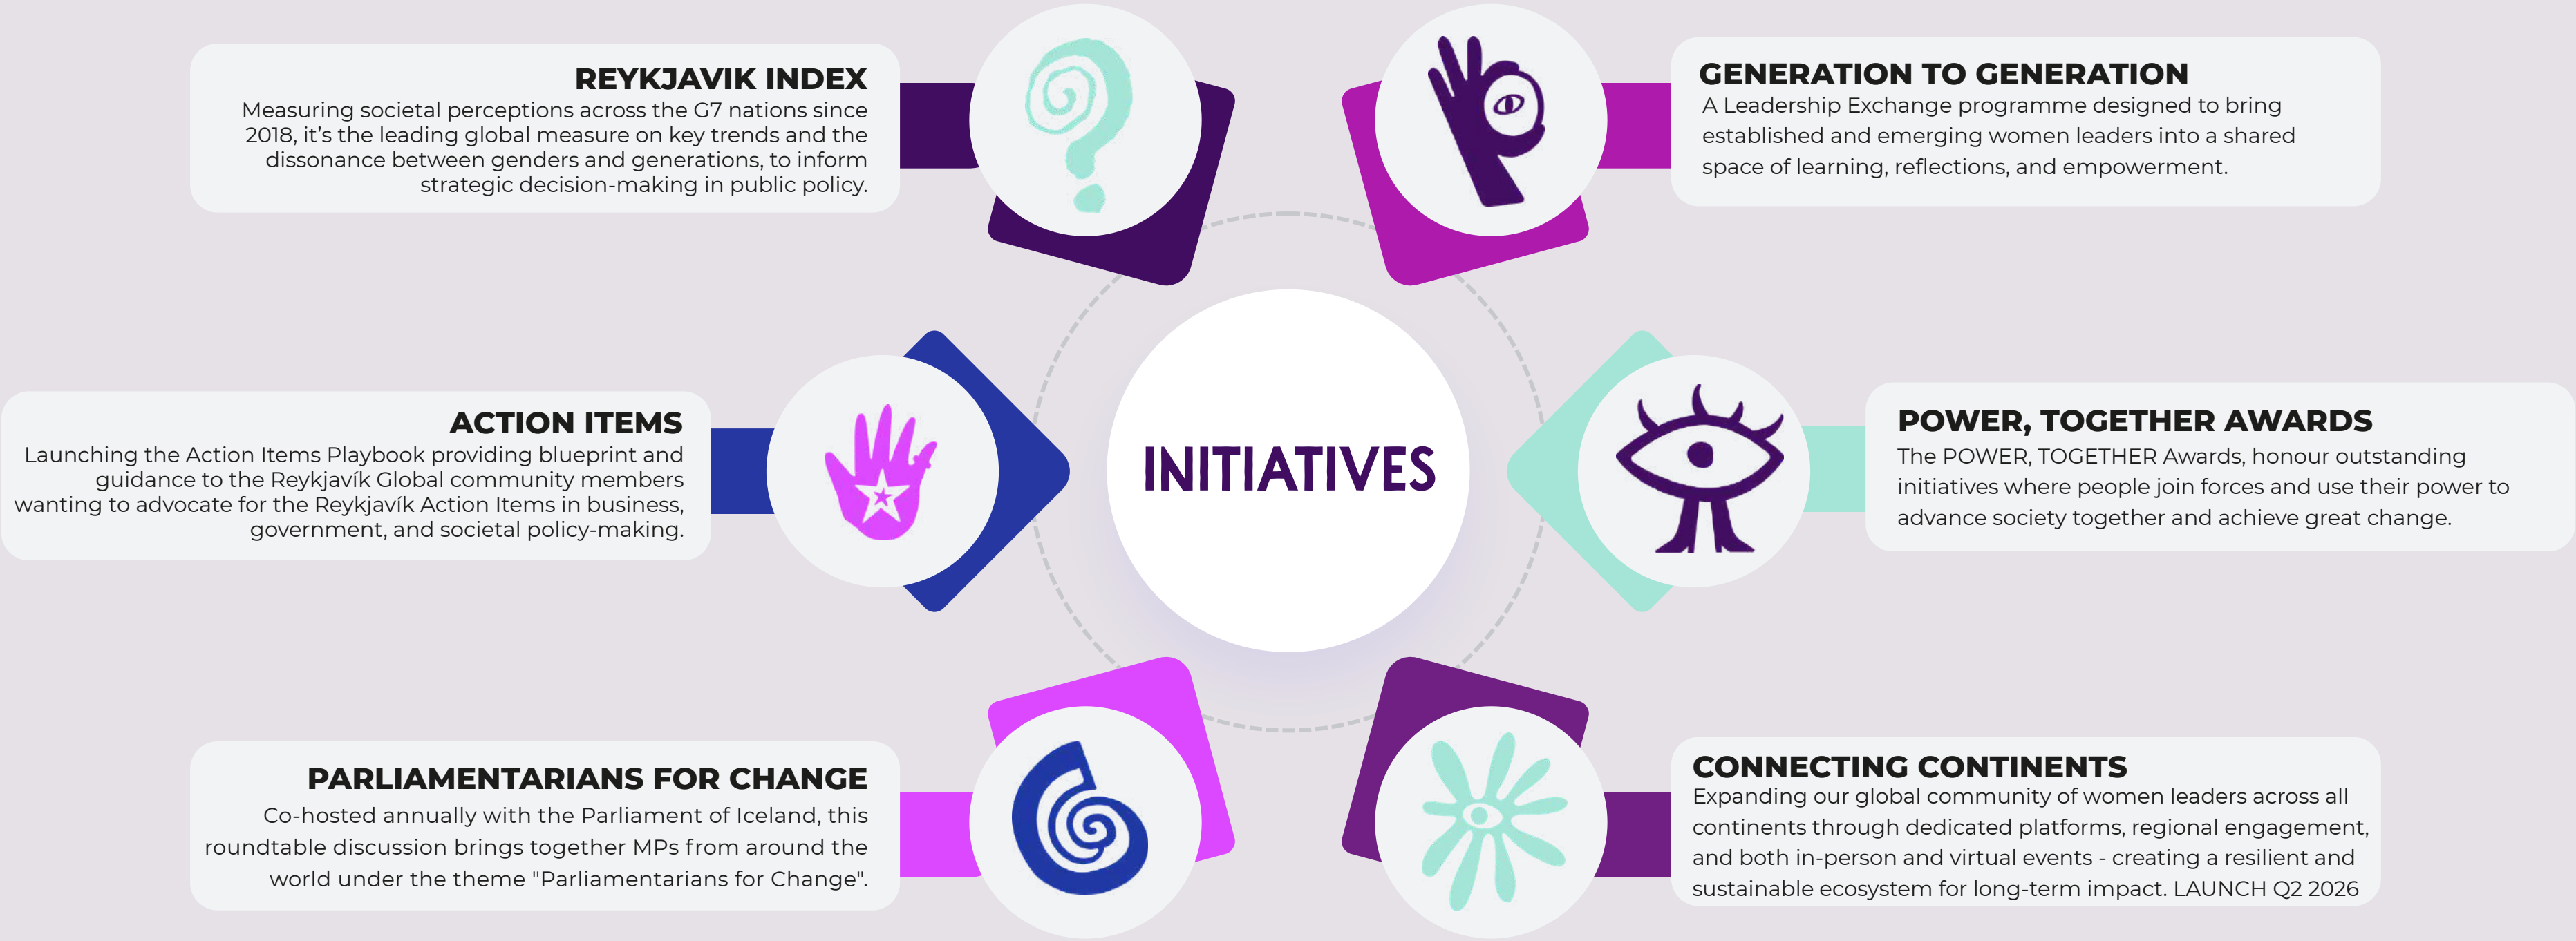 REYKJAVIK INDEX
Measuring societal perceptions across the G7 nations since
2018, it’s the leading global measure on key trends and the
dissonance between genders and generations, to inform
strategic decision-making in public policy.
GENERATION TO GENERATION
A Leadership Exchange programme designed to bring
established and emerging women leaders into a shared
space of learning, reflections, and empowerment.
ACTION ITEMS
Launching the Action Items Playbook providing blueprint and
guidance to the Reykjavík Global community members
wanting to advocate for the Reykjavík Action Items in business,
government, and societal policy-making.
INITIATIVES
POWER, TOGETHER AWARDS
The POWER, TOGETHER Awards, honour outstanding
initiatives where people join forces and use their power to
advance society together and achieve great change.
PARLIAMENTARIANS FOR CHANGE
Co-hosted annually with the Parliament of Iceland, this
roundtable discussion brings together MPs from around the
world under the theme "Parliamentarians for Change".
CONNECTING CONTINENTS
Expanding our global community of women leaders across all
continents through dedicated platforms, regional engagement,
and both in-person and virtual events - creating a resilient and
sustainable ecosystem for long-term impact. LAUNCH Q2 2026